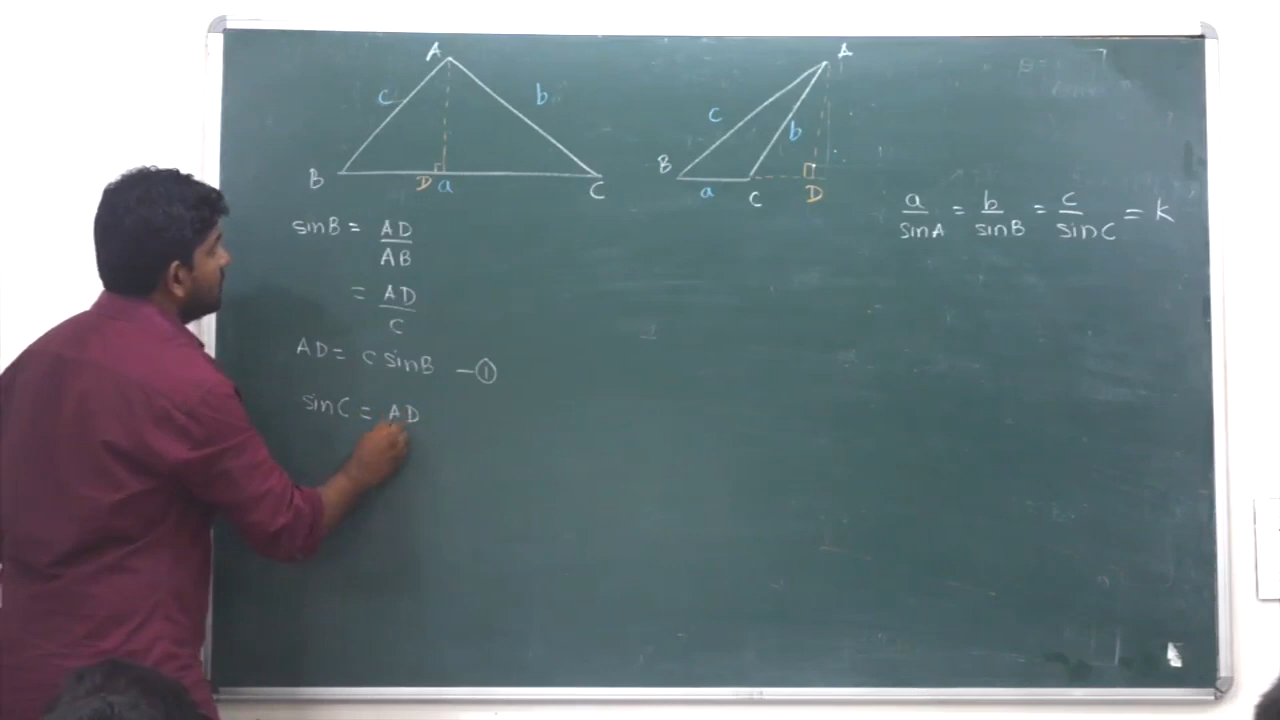 A
c
b
B
D a
C
A
c
b
B
a
C
D
a/sinA = b/sinB = c/sinC = k
sinB = AD/AB
= AD/c
AD = c sinB —①
sinC = AD